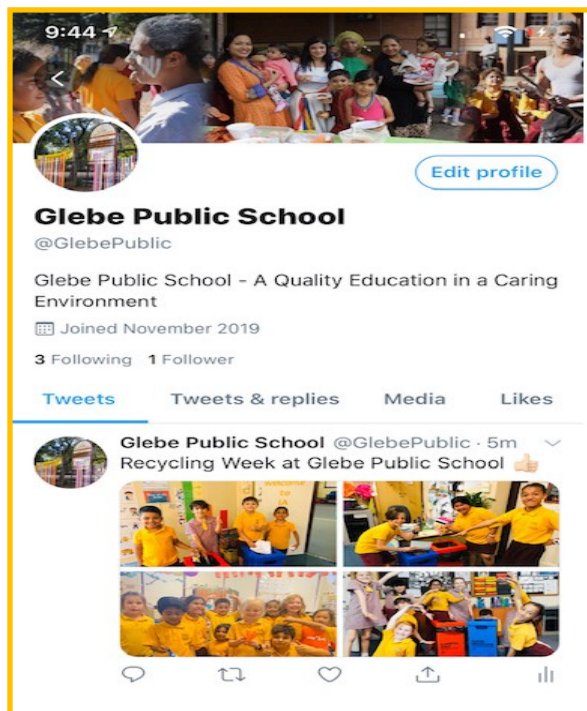 9:44
Edit profile
Glebe Public School
@GlebePublic
Glebe Public School - A Quality Education in a Caring
Environment
Joined November 2019
3 Following 1 Follower
Tweets Tweets & replies Media Likes
Glebe Public School @GlebePublic · 5m
Recycling Week at Glebe Public School 👍🏻
welcome
to